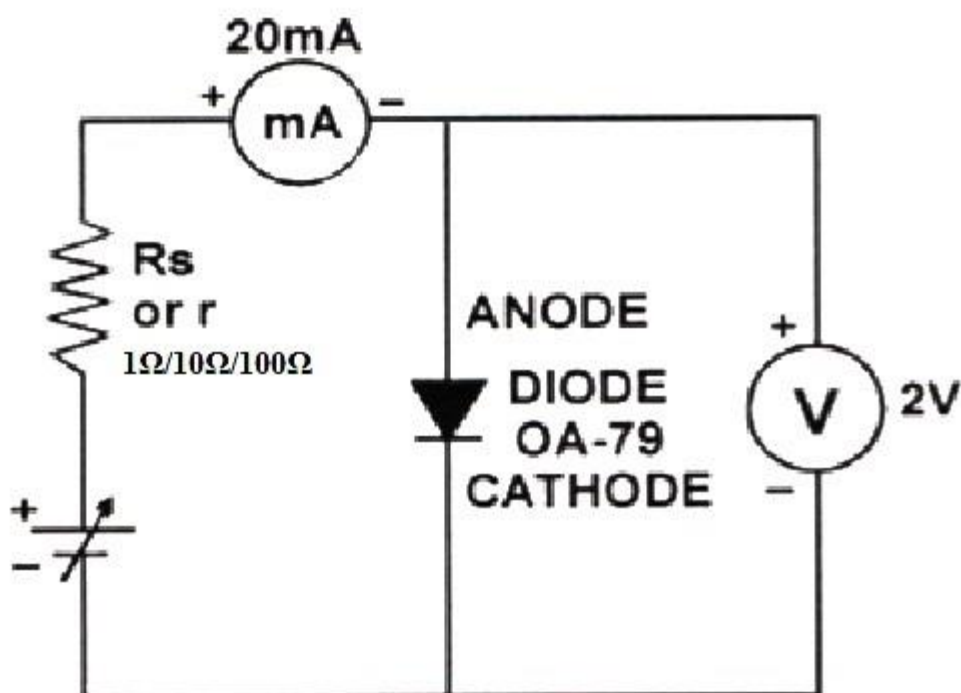 20mA
+
mA
−
Rs
or r
1Ω/10Ω/100Ω
ANODE
DIODE
OA-79
CATHODE
+
V
2V
−
+
−